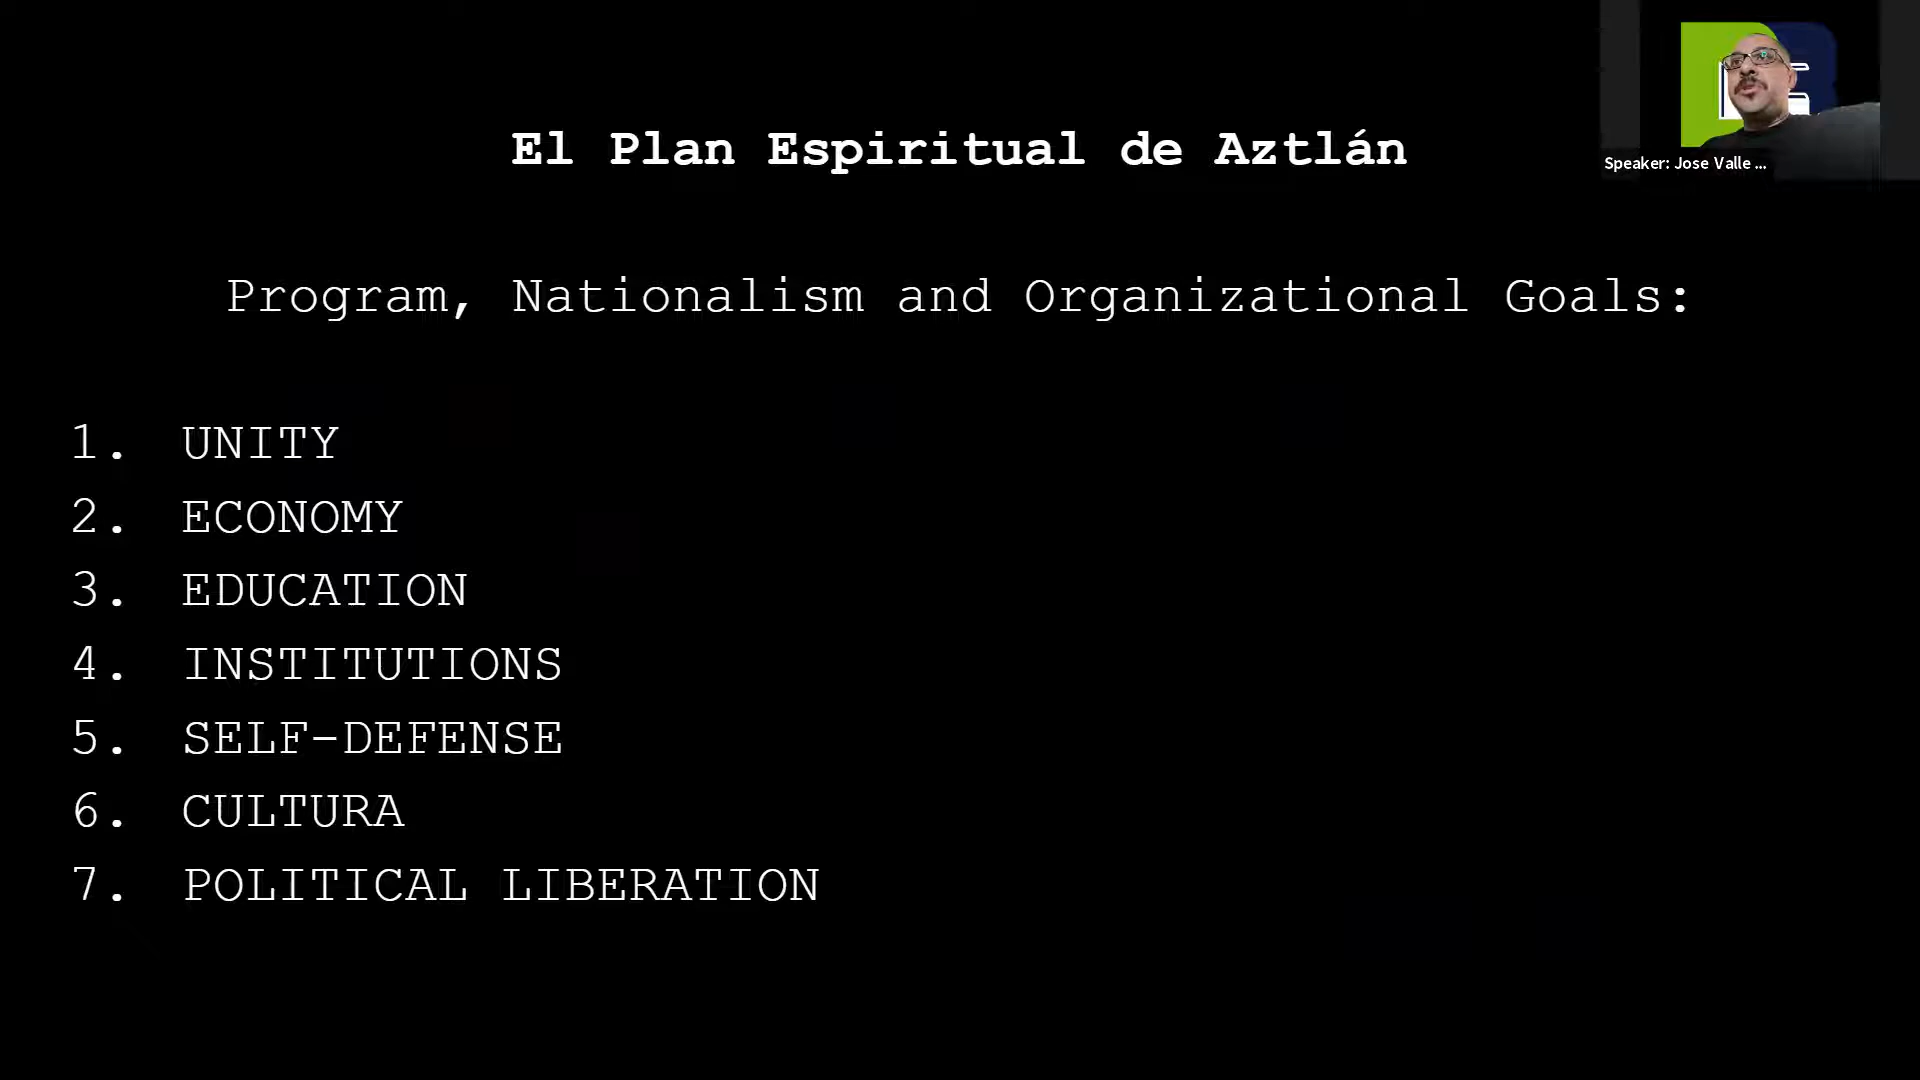 El Plan Espiritual de Aztlán
Speaker: Jose Valle ...
Program, Nationalism and Organizational Goals:
1. UNITY
2. ECONOMY
3. EDUCATION
4. INSTITUTIONS
5. SELF-DEFENSE
6. CULTURA
7. POLITICAL LIBERATION